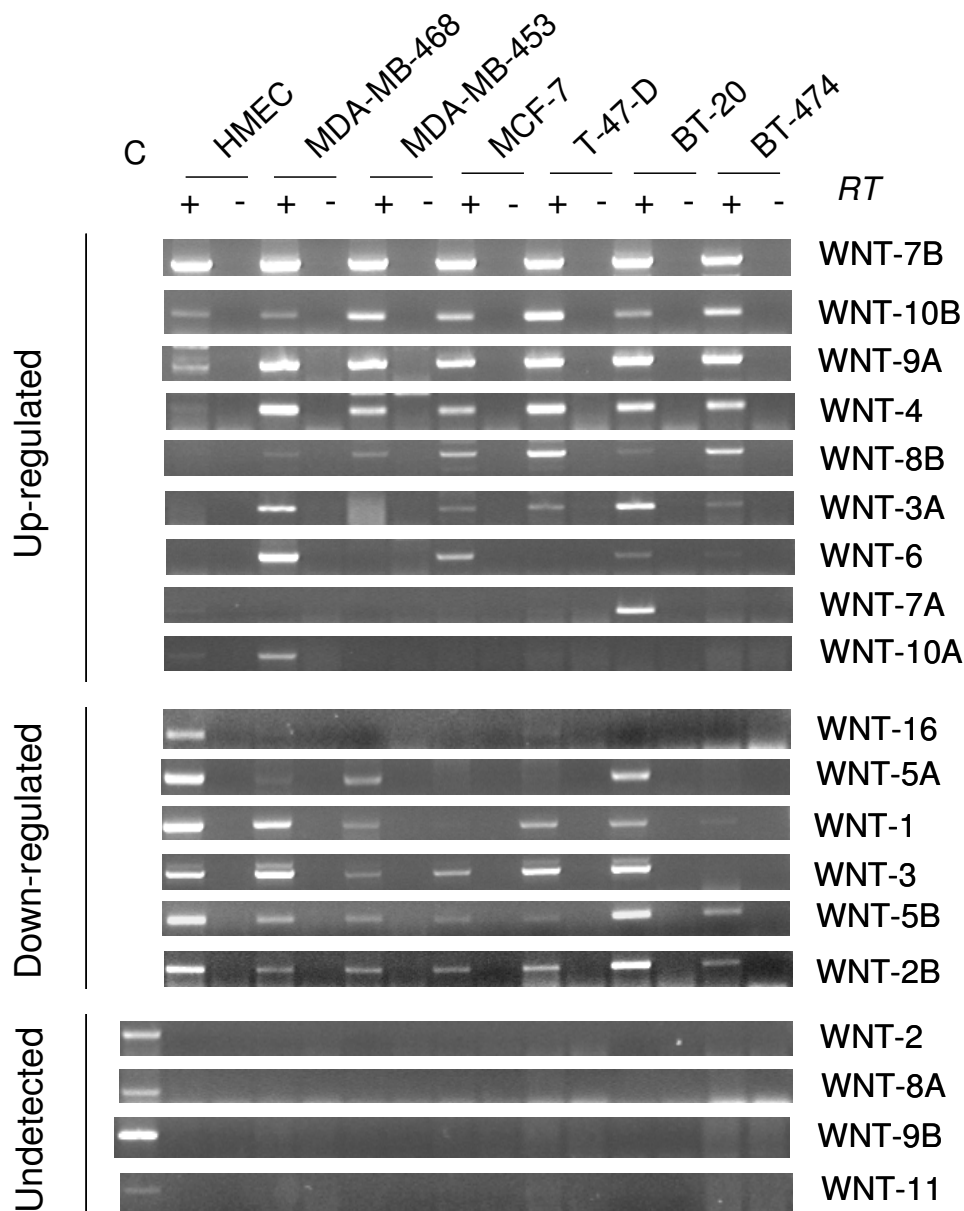 C HMEC MDA-MB-468 MDA-MB-453 MCF-7 T-47-D BT-20 BT-474
+ - + - + - + - + - + - + - RT
Up-regulated
WNT-7B
WNT-10B
WNT-9A
WNT-4
WNT-8B
WNT-3A
WNT-6
WNT-7A
WNT-10A
Down-regulated
WNT-16
WNT-5A
WNT-1
WNT-3
WNT-5B
WNT-2B
Undetected
WNT-2
WNT-8A
WNT-9B
WNT-11